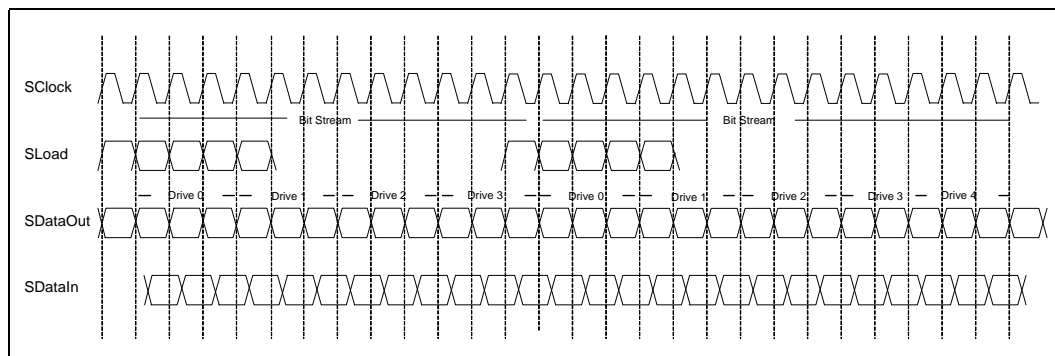 SClock
Bit Stream Bit Stream
SLoad
Drive 0 Drive 1 Drive 2 Drive 3 Drive 0 Drive 1 Drive 2 Drive 3 Drive 4
SDataOut
SDataIn